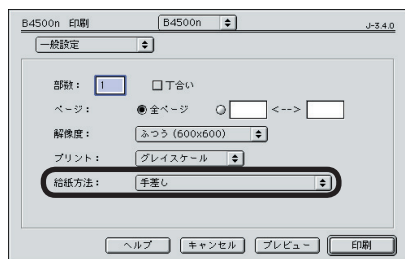 B4500n 印刷 B4500n J-3.4.0
一般設定
部数： 1 丁合い
ページ： 全ページ <-->
解像度： ふつう (600x600)
プリント： グレイスケール
給紙方法： 手差し
ヘルプ キャンセル プレビュー 印刷